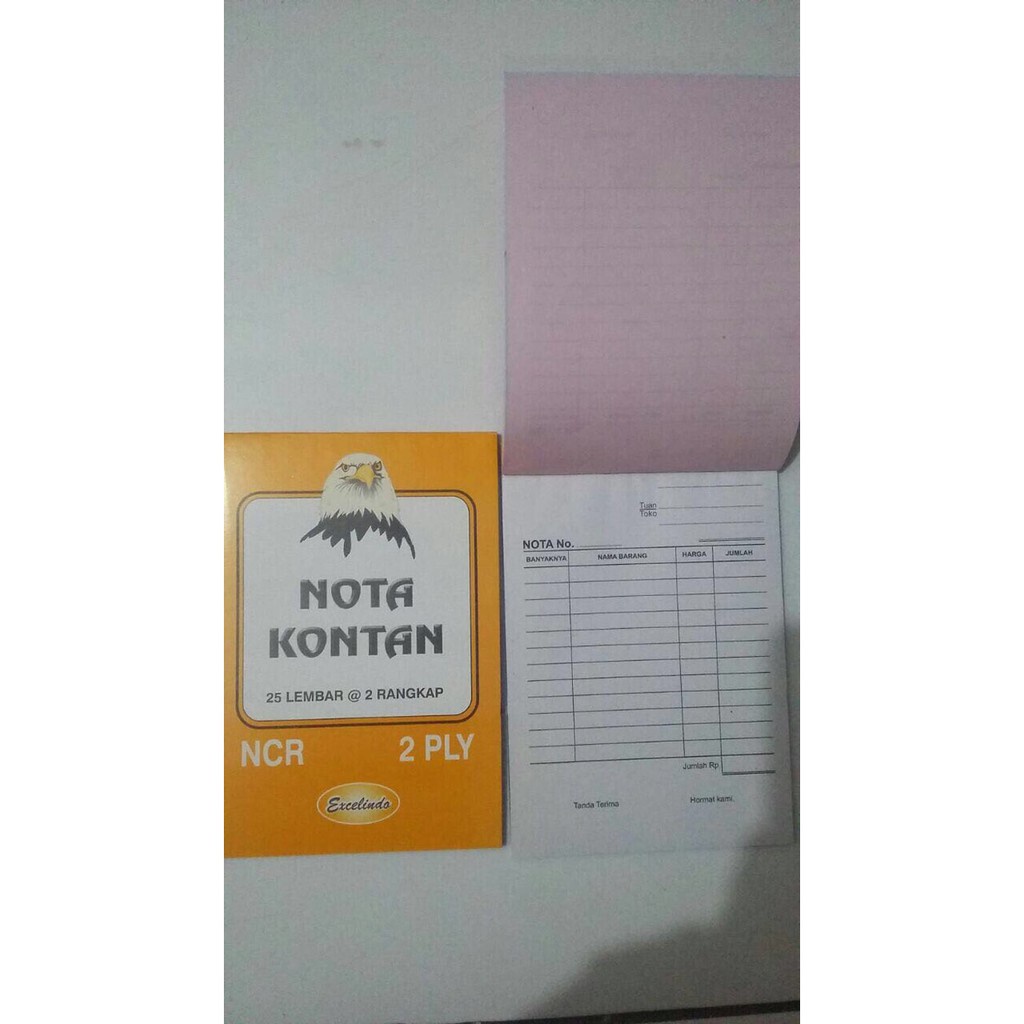 NOTA
KONTAN
25 LEMBAR @ 2 RANGKAP
NCR 2 PLY
Excelindo
Tuan
Toko
NOTA No.
BANYAKNYA NAMA BARANG HARGA JUMLAH
Jumlah Rp.
Tanda Terima Hormat kami,